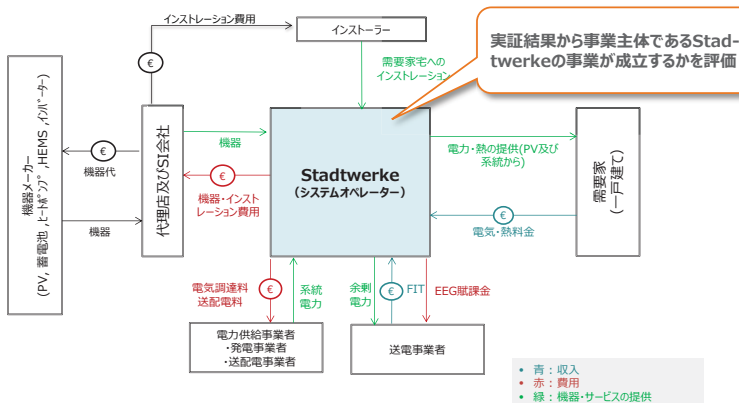 インストレーション費用
インストーラー
実証結果から事業主体であるStad-
twerkeの事業が成立するかを評価
€
需要家宅への
インストレーション
機器メーカー
(PV, 蓄電池 ,ヒートポンプ ,HEMS ,インバーター)
€
機器代
機器
代理店及びSI会社
機器
€
機器・インスト
レーション費用
Stadtwerke
(システムオペレーター)
電力・熱の提供(PV及び
系統から)
€
電気・熱料金
需要家
(一戸建て)
電気調達料
送配電料
€
系統
電力
余剰
電力
€
FIT
EEG賦課金
電力供給事業者
・発電事業者
・送配電事業者
送電事業者
• 青：収入
• 赤：費用
• 緑：機器・サービスの提供